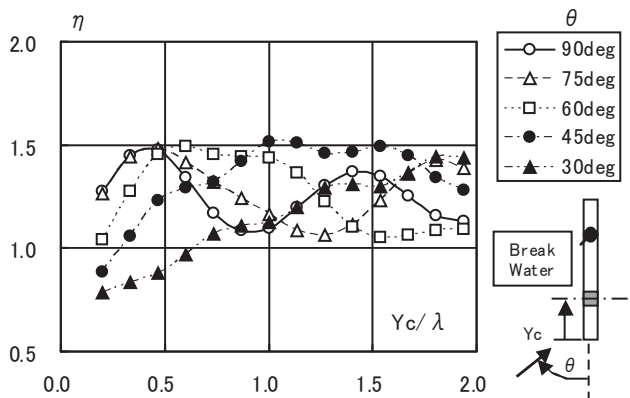 η
θ
2.0
90deg
75deg
60deg
45deg
30deg
1.5
1.0
0.5
Yc/λ
0.0
0.5
1.0
1.5
2.0
Break
Water
Yc
θ